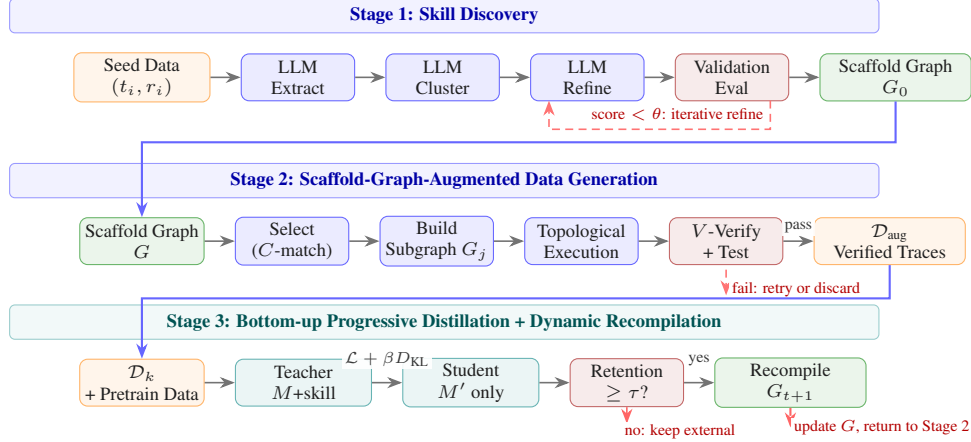 Stage 1: Skill Discovery
Seed Data
(t_i, r_i)
LLM
Extract
LLM
Cluster
LLM
Refine
Validation
Eval
Scaffold Graph
G_0
score < θ: iterative refine
Stage 2: Scaffold-Graph-Augmented Data Generation
Scaffold Graph
G
Select
(C-match)
Build
Subgraph G_j
Topological
Execution
V-Verify
+ Test
pass
D_aug
Verified Traces
fail: retry or discard
Stage 3: Bottom-up Progressive Distillation + Dynamic Recompilation
D_k
+ Pretrain Data
Teacher
M+skill
L + βD_KL
Student
M′ only
Retention
≥ τ?
yes
Recompile
G_{t+1}
no: keep external
update G, return to Stage 2